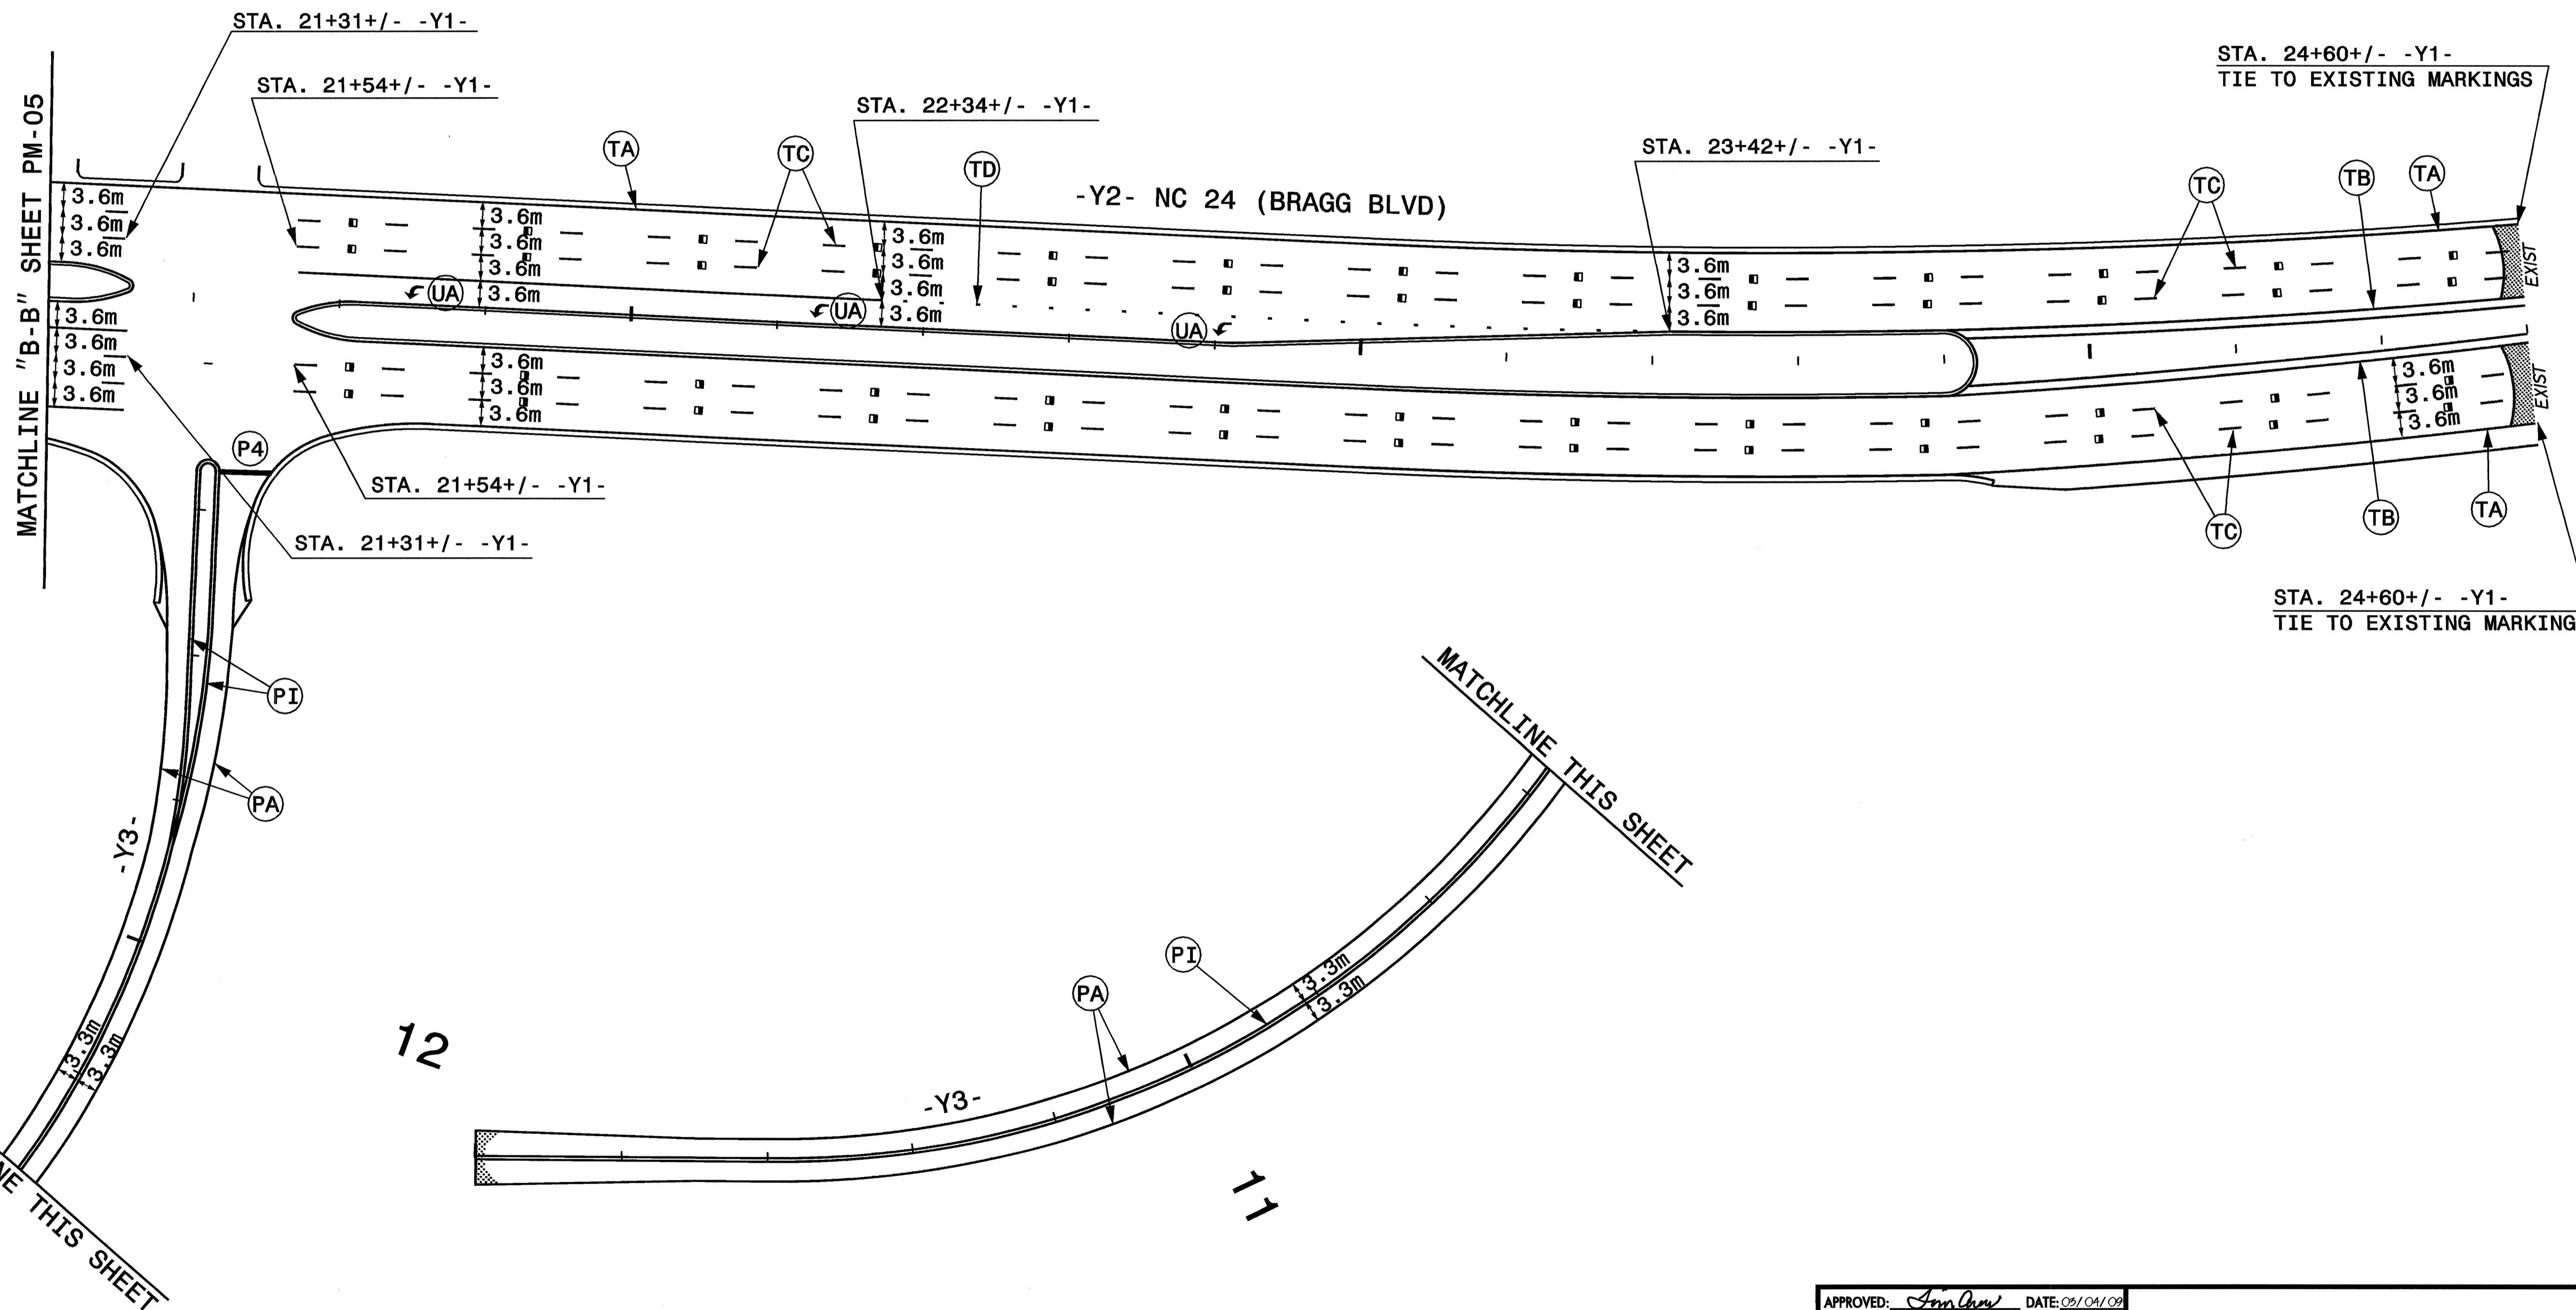 STA. 21+31+/- -Y1-
STA. 21+54+/- -Y1-
STA. 22+34+/- -Y1-
STA. 23+42+/- -Y1-
STA. 24+60+/- -Y1-
TIE TO EXISTING MARKINGS
MATCHLINE "B-B" SHEET PM-05
TA
TC
TD
-Y2- NC 24 (BRAGG BLVD)
TC
TB
TA
3.6m
3.6m
3.6m
3.6m
3.6m
3.6m
3.6m
3.6m
3.6m
3.6m
3.6m
3.6m
3.6m
3.6m
EXIST
UA
UA
UA
3.6m
3.6m
3.6m
3.6m
3.6m
3.6m
3.6m
3.6m
3.6m
3.6m
EXIST
P4
STA. 21+54+/- -Y1-
STA. 21+31+/- -Y1-
TC
TB
TA
STA. 24+60+/- -Y1-
TIE TO EXISTING MARKING
PI
PA
-Y3-
3.3m
3.3m
NE THIS SHEET
12
MATCHLINE THIS SHEET
PI
PA
3.3m
3.3m
-Y3-
11
APPROVED: DATE: 03/04/09